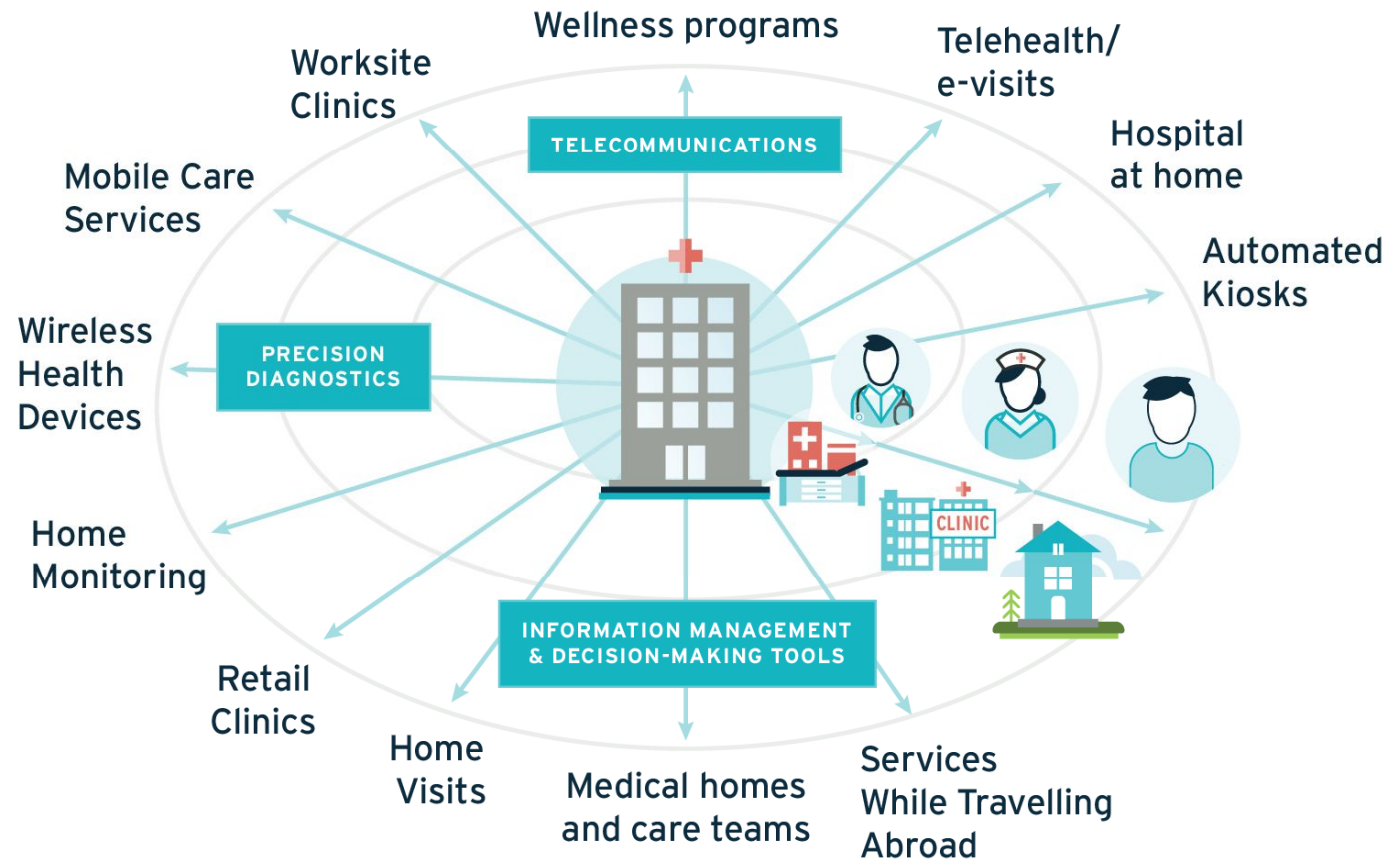 Wellness programs
Telehealth/
e-visits
Worksite
Clinics
TELECOMMUNICATIONS
Hospital
at home
Mobile Care
Services
Automated
Kiosks
Wireless
Health
Devices
PRECISION
DIAGNOSTICS
CLINIC
Home
Monitoring
INFORMATION MANAGEMENT
& DECISION-MAKING TOOLS
Retail
Clinics
Home
Visits
Medical homes
and care teams
Services
While Travelling
Abroad